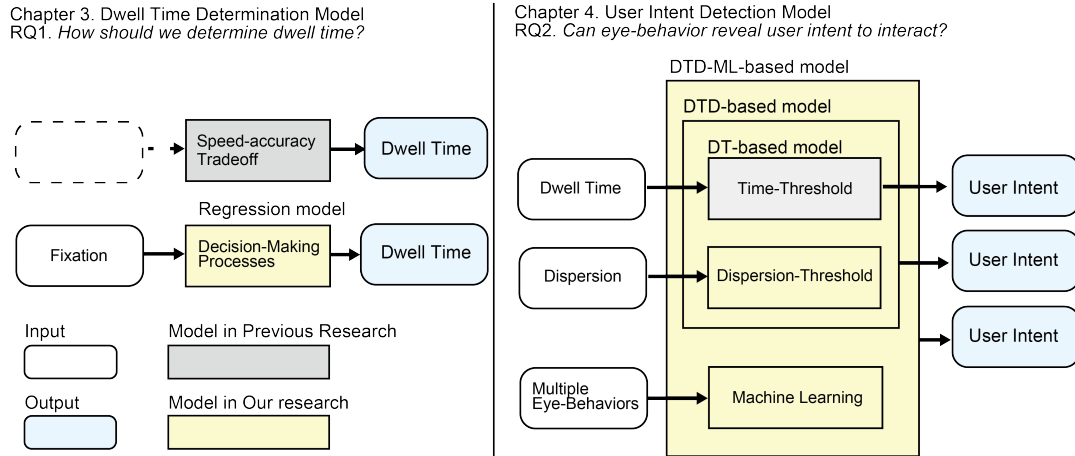 Chapter 3. Dwell Time Determination Model
RQ1. How should we determine dwell time?
Speed-accuracy
Tradeoff
Dwell Time
Regression model
Fixation
Decision-Making
Processes
Dwell Time
Input
Model in Previous Research
Output
Model in Our research
Chapter 4. User Intent Detection Model
RQ2. Can eye-behavior reveal user intent to interact?
DTD-ML-based model
DTD-based model
DT-based model
Dwell Time
Time-Threshold
User Intent
Dispersion
Dispersion-Threshold
User Intent
User Intent
Multiple
Eye-Behaviors
Machine Learning